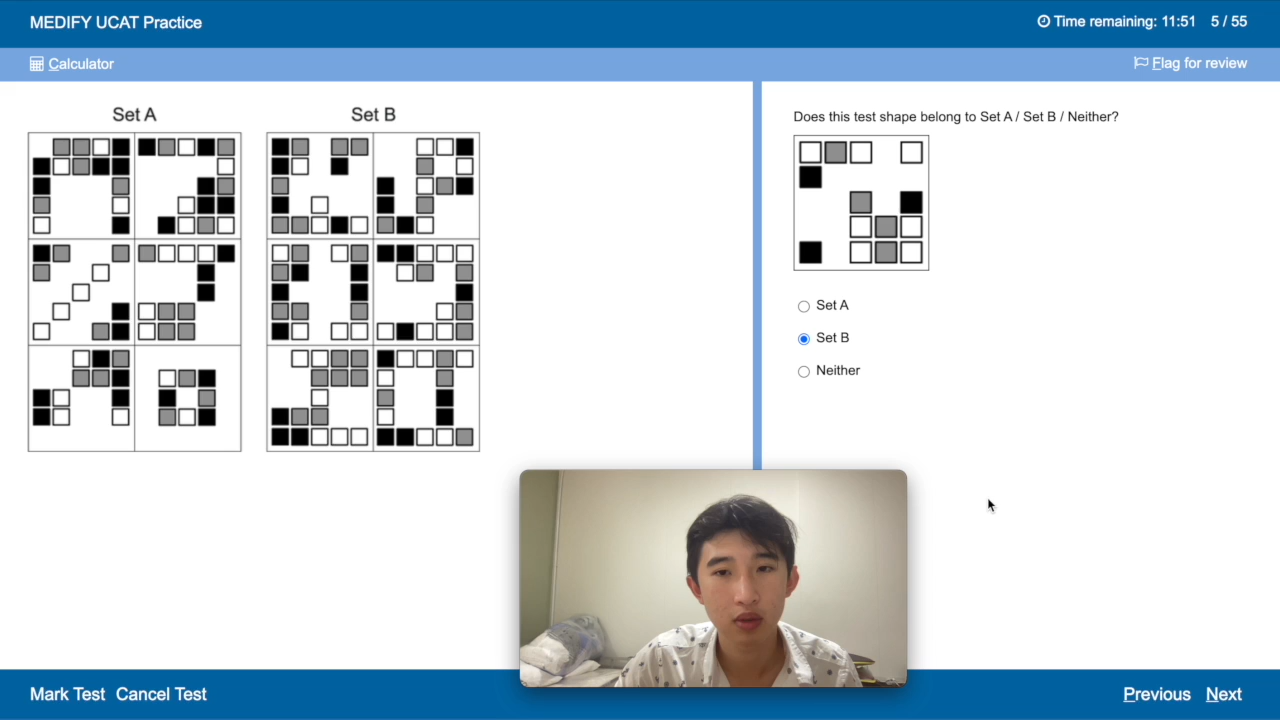 MEDIFY UCAT Practice
Time remaining: 11:51 5 / 55
Calculator
Flag for review
Set A
Set B
Does this test shape belong to Set A / Set B / Neither?
Set A
Set B
Neither
Mark Test Cancel Test
Previous Next